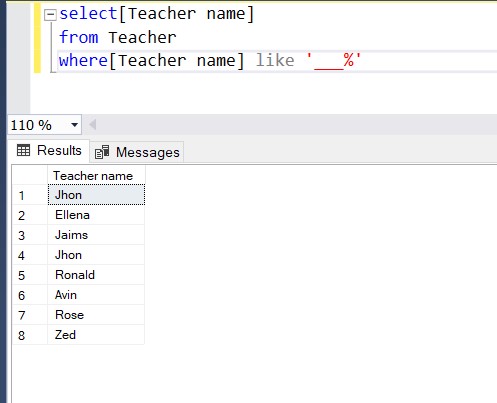 select[Teacher name]
from Teacher
where[Teacher name] like '___%'
110 %
Results Messages
Teacher name
1 Jhon
2 Ellena
3 Jaims
4 Jhon
5 Ronald
6 Avin
7 Rose
8 Zed